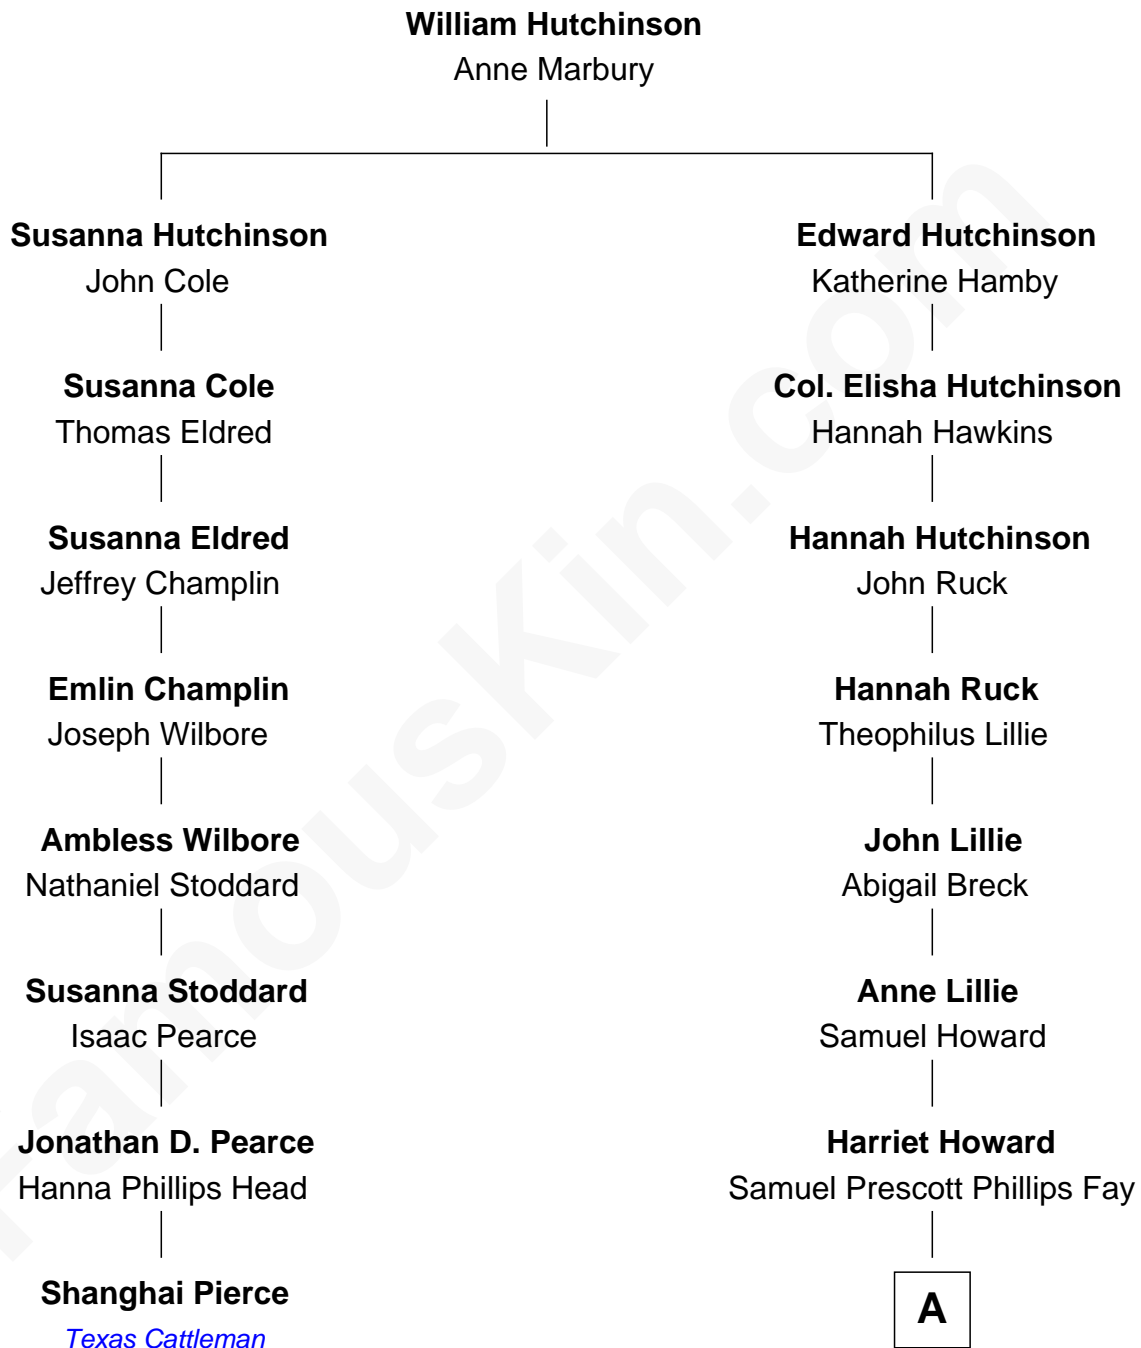 William Hutchinson
Anne Marbury
Susanna Hutchinson
John Cole
Edward Hutchinson
Katherine Hamby
Susanna Cole
Thomas Eldred
Col. Elisha Hutchinson
Hannah Hawkins
Susanna Eldred
Jeffrey Champlin
Hannah Hutchinson
John Ruck
Emlin Champlin
Joseph Wilbore
Hannah Ruck
Theophilus Lillie
Ambless Wilbore
Nathaniel Stoddard
John Lillie
Abigail Breck
Susanna Stoddard
Isaac Pearce
Anne Lillie
Samuel Howard
Jonathan D. Pearce
Hanna Phillips Head
Harriet Howard
Samuel Prescott Phillips Fay
Shanghai Pierce
Texas Cattleman
A
FamousKin.com